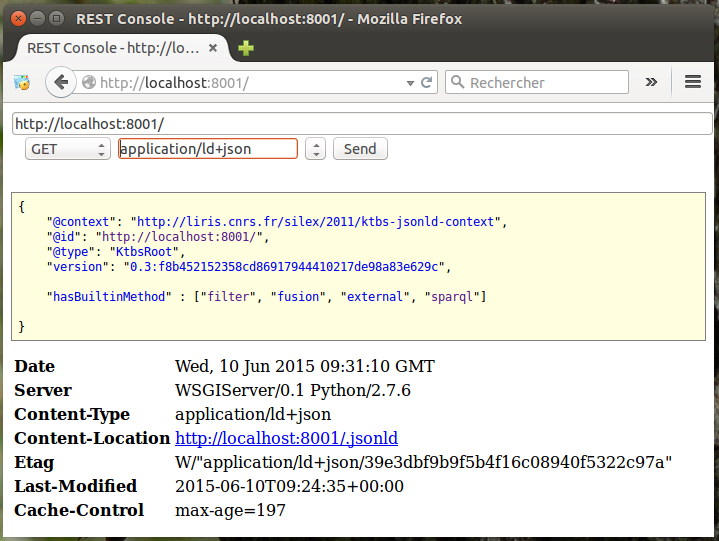 REST Console - http://localhost:8001/ - Mozilla Firefox
REST Console - http://lo...
http://localhost:8001/
Rechercher
http://localhost:8001/
GET application/ld+json Send
{
"@context": "http://liris.cnrs.fr/silex/2011/ktbs-jsonld-context",
"@id": "http://localhost:8001/",
"@type": "KtbsRoot",
"version": "0.3:f8b452152358cd86917944410217de98a83e629c",
"hasBuiltinMethod" : ["filter", "fusion", "external", "sparql"]
}
Date Wed, 10 Jun 2015 09:31:10 GMT
Server WSGIServer/0.1 Python/2.7.6
Content-Type application/ld+json
Content-Location http://localhost:8001/.jsonld
Etag W/"application/ld+json/39e3dbf9b9f5b4f16c08940f5322c97a"
Last-Modified 2015-06-10T09:24:35+00:00
Cache-Control max-age=197